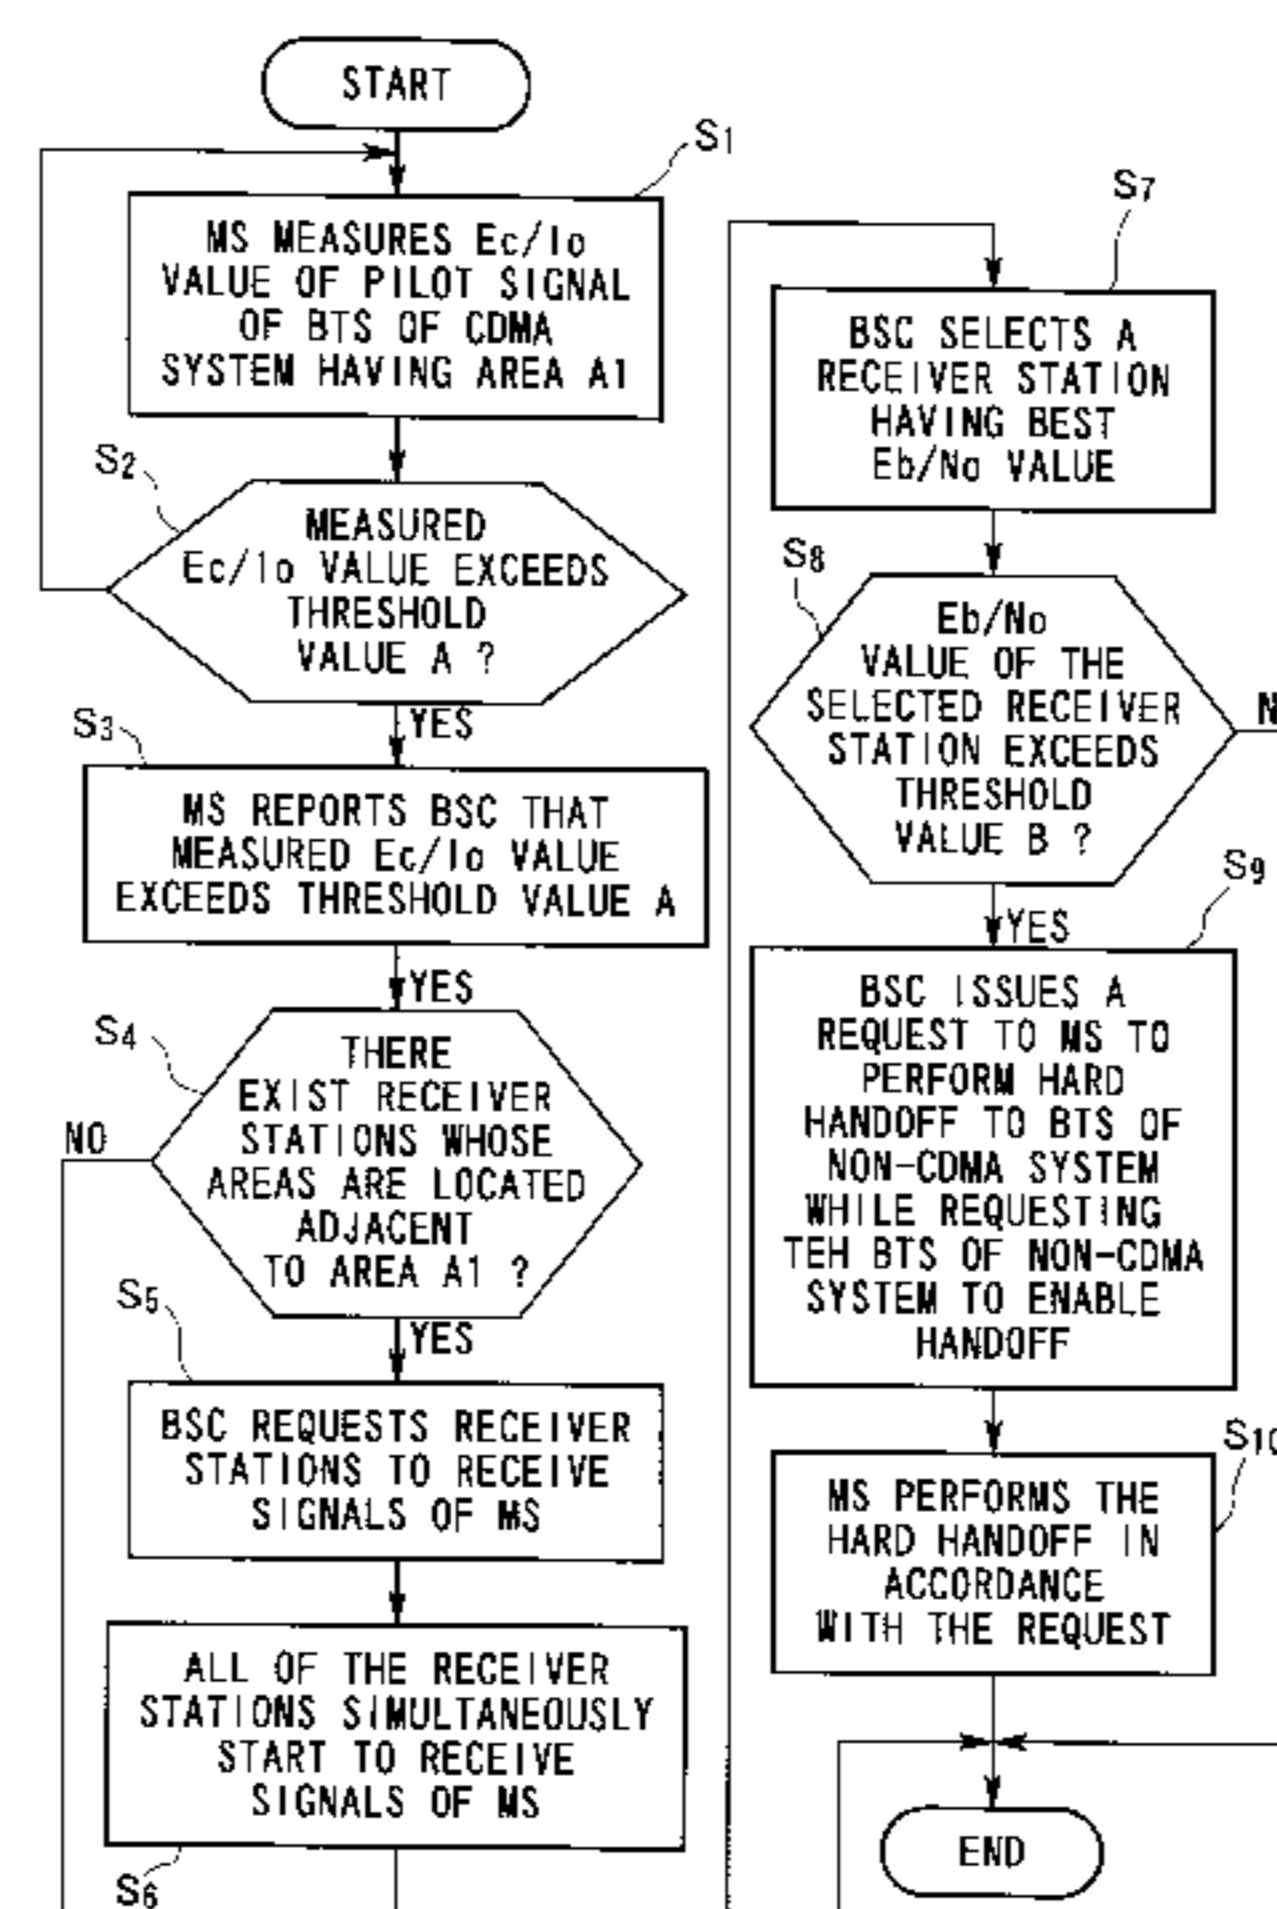 START
S1
MS MEASURES Ec/Io
VALUE OF PILOT SIGNAL
OF BTS OF CDMA
SYSTEM HAVING AREA A1
S2
MEASURED
Ec/Io VALUE EXCEEDS
THRESHOLD
VALUE A ?
YES
S3
MS REPORTS BSC THAT
MEASURED Ec/Io VALUE
EXCEEDS THRESHOLD VALUE A
YES
S4
THERE
EXIST RECEIVER
STATIONS WHOSE
AREAS ARE LOCATED
ADJACENT
TO AREA A1 ?
NO
YES
S5
BSC REQUESTS RECEIVER
STATIONS TO RECEIVE
SIGNALS OF MS
ALL OF THE RECEIVER
STATIONS SIMULTANEOUSLY
START TO RECEIVE
SIGNALS OF MS
S6
S7
BSC SELECTS A
RECEIVER STATION
HAVING BEST
Eb/No VALUE
S8
Eb/No
VALUE OF THE
SELECTED RECEIVER
STATION EXCEEDS
THRESHOLD
VALUE B ?
N
YES
S9
BSC ISSUES A
REQUEST TO MS TO
PERFORM HARD
HANDOFF TO BTS OF
NON-CDMA SYSTEM
WHILE REQUESTING
TEH BTS OF NON-CDMA
SYSTEM TO ENABLE
HANDOFF
S10
MS PERFORMS THE
HARD HANDOFF IN
ACCORDANCE
WITH THE REQUEST
END